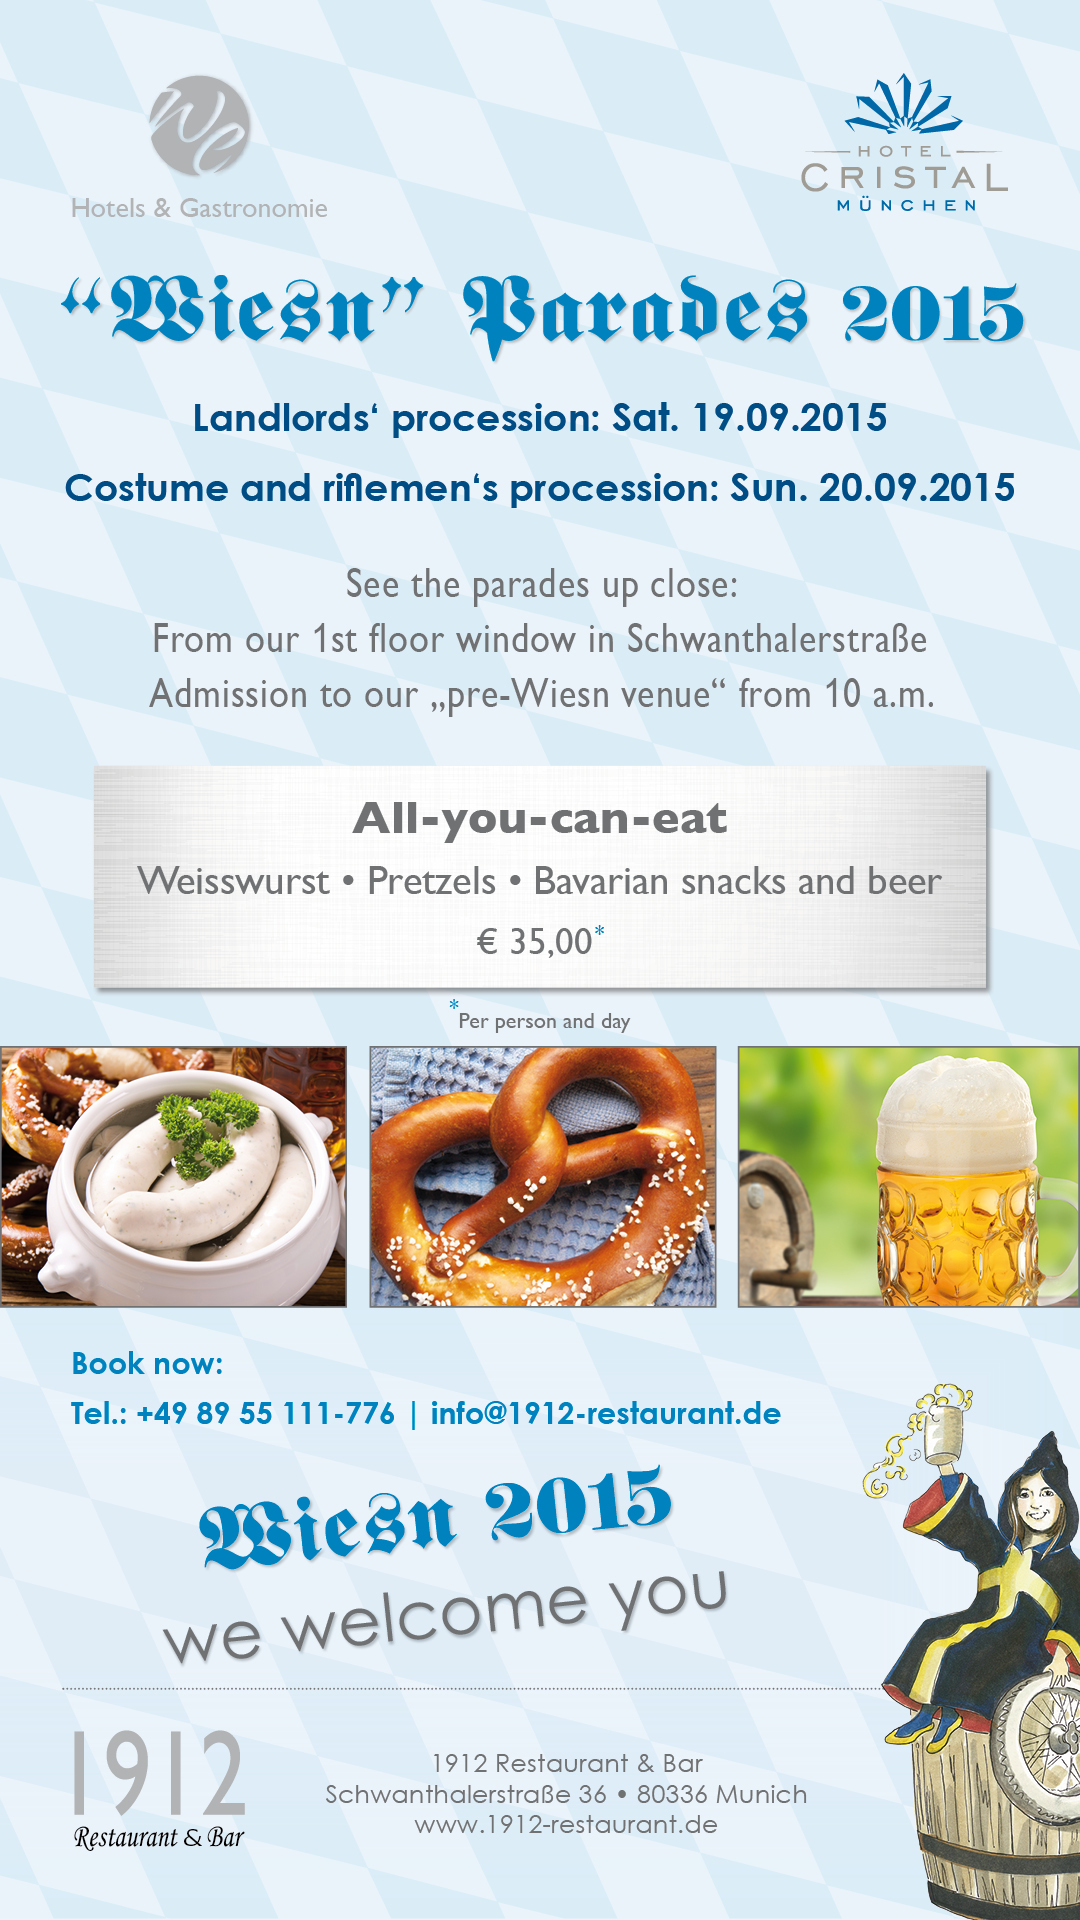 We
Hotels & Gastronomie
HOTEL
CRISTAL
MÜNCHEN
“Wiesn” Parades 2015
Landlords‘ procession: Sat. 19.09.2015
Costume and riflemen‘s procession: Sun. 20.09.2015
See the parades up close:
From our 1st floor window in Schwanthalerstraße
Admission to our „pre-Wiesn venue“ from 10 a.m.
All-you-can-eat
Weisswurst • Pretzels • Bavarian snacks and beer
€ 35,00*
*Per person and day
Book now:
Tel.: +49 89 55 111-776 | info@1912-restaurant.de
Wiesn 2015
we welcome you
1912
Restaurant & Bar
1912 Restaurant & Bar
Schwanthalerstraße 36 • 80336 Munich
www.1912-restaurant.de